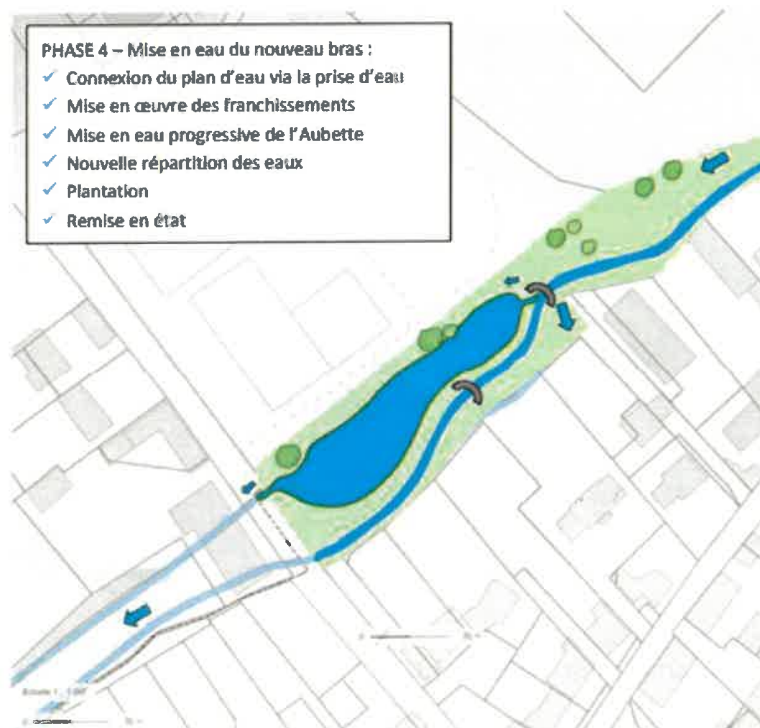 PHASE 4 – Mise en eau du nouveau bras :
✓ Connexion du plan d'eau via la prise d'eau
✓ Mise en œuvre des franchissements
✓ Mise en eau progressive de l'Aubette
✓ Nouvelle répartition des eaux
✓ Plantation
✓ Remise en état